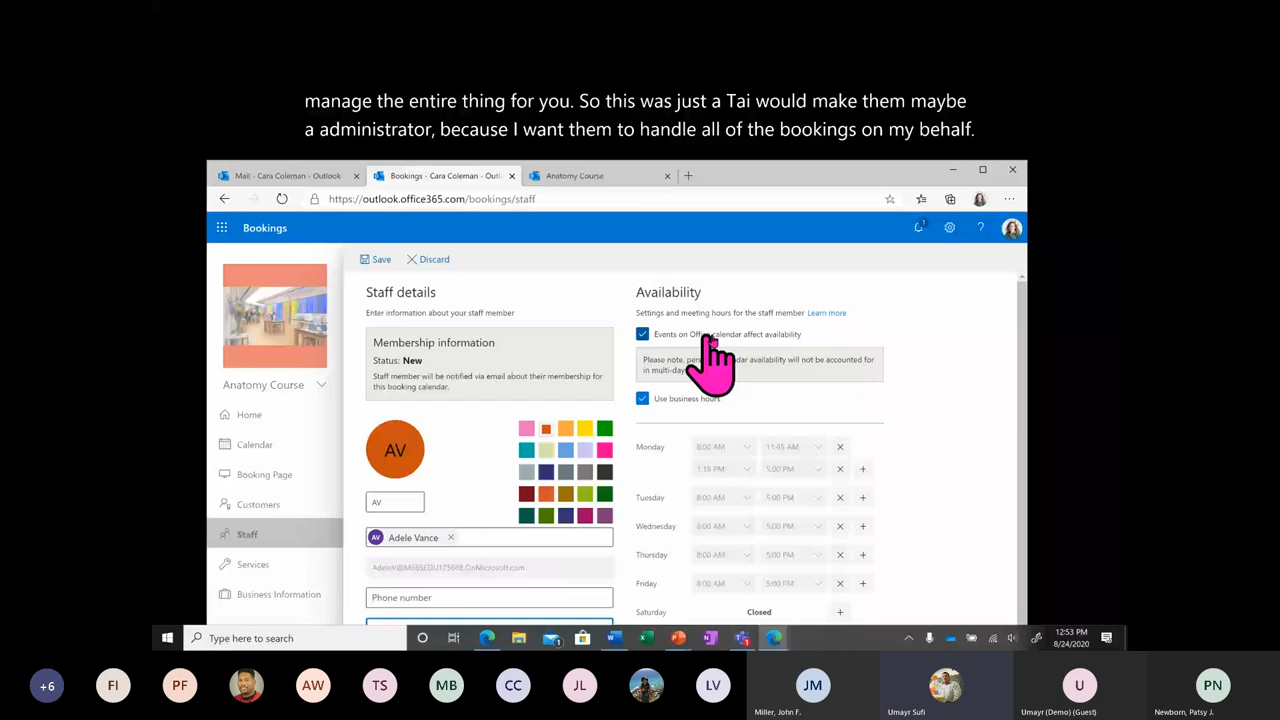 manage the entire thing for you. So this was just a Tai would make them maybe
a administrator, because I want them to handle all of the bookings on my behalf.
Mail - Cara Coleman - Outlook
Bookings - Cara Coleman - Outl
Anatomy Course
https://outlook.office365.com/bookings/staff
Bookings
1
?
Save
Discard
Anatomy Course
Home
Calendar
Booking Page
Customers
Staff
Services
Business Information
Staff details
Enter information about your staff member
Membership information
Status: New
Staff member will be notified via email about their membership for
this booking calendar.
AV
AV
AV Adele Vance
AdeleV@M365EDU175668.OnMicrosoft.com
Phone number
Availability
Settings and meeting hours for the staff member Learn more
Events on Office calendar affect availability
Please note, pers dar availability will not be accounted for
in multi-day
Use business hours
Monday 8:00 AM 11:45 AM
1:15 PM 5:00 PM
Tuesday 8:00 AM 5:00 PM
Wednesday 8:00 AM 5:00 PM
Thursday 8:00 AM 5:00 PM
Friday 8:00 AM 5:00 PM
Saturday Closed
Type here to search
12:53 PM
8/24/2020
+6
FI
PF
AW
TS
MB
CC
JL
LV
JM
Miller, John F.
Umayr Sufi
U
Umayr (Demo) (Guest)
PN
Newborn, Patsy J.